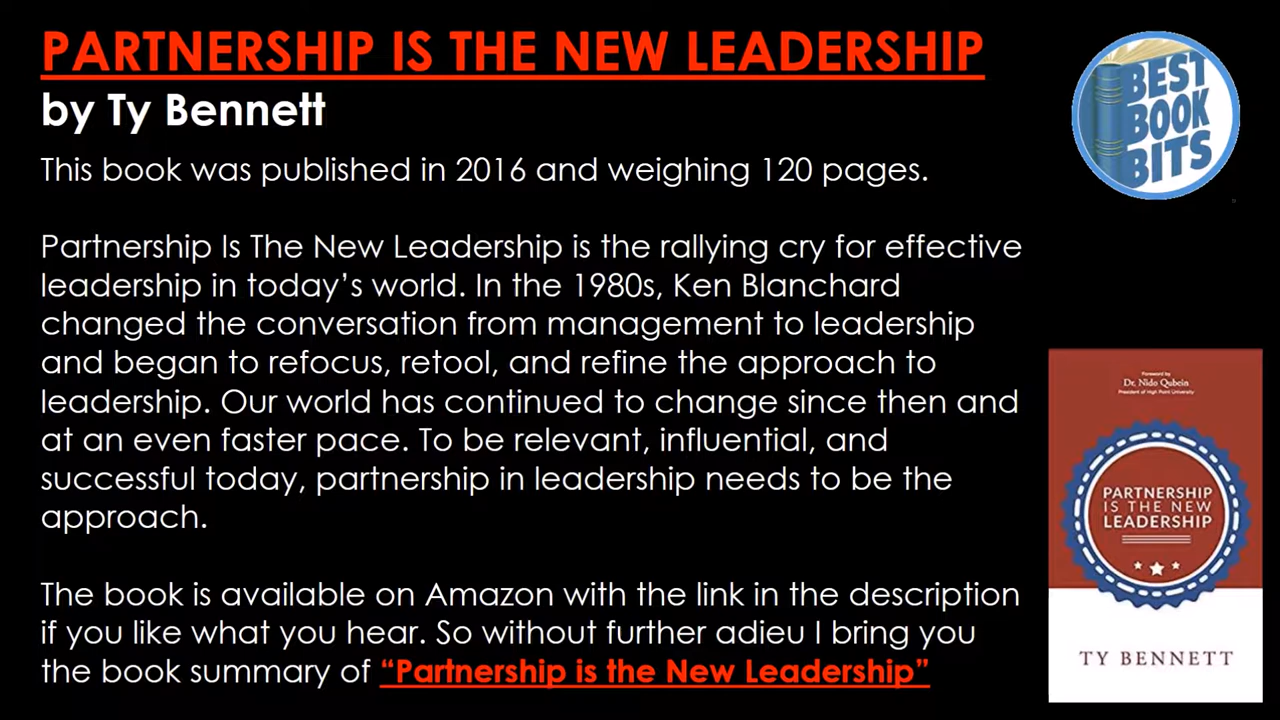 PARTNERSHIP IS THE NEW LEADERSHIP
by Ty Bennett
This book was published in 2016 and weighing 120 pages.
Partnership Is The New Leadership is the rallying cry for effective
leadership in today's world. In the 1980s, Ken Blanchard
changed the conversation from management to leadership
and began to refocus, retool, and refine the approach to
leadership. Our world has continued to change since then and
at an even faster pace. To be relevant, influential, and
successful today, partnership in leadership needs to be the
approach.
The book is available on Amazon with the link in the description
if you like what you hear. So without further adieu I bring you
the book summary of “Partnership is the New Leadership”
BEST
BOOK
BITS
Foreword by
Dr. Nido Qubein
President of High Point University
PARTNERSHIP
IS THE NEW
LEADERSHIP
TY BENNETT